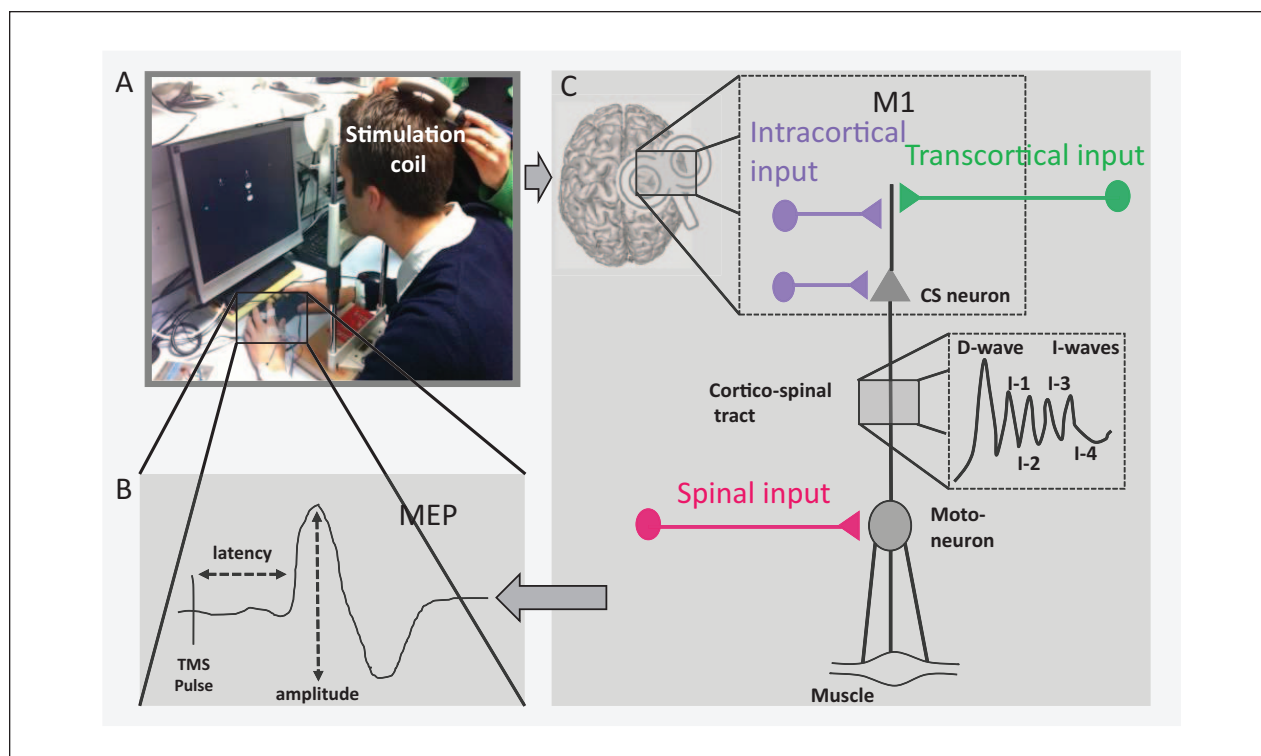 A
Stimulation
coil
B
MEP
latency
TMS
Pulse
amplitude
C
M1
Intracortical
input
Transcortical input
CS neuron
D-wave
I-waves
I-1
I-3
I-2
I-4
Cortico-spinal
tract
Spinal input
Moto-
neuron
Muscle